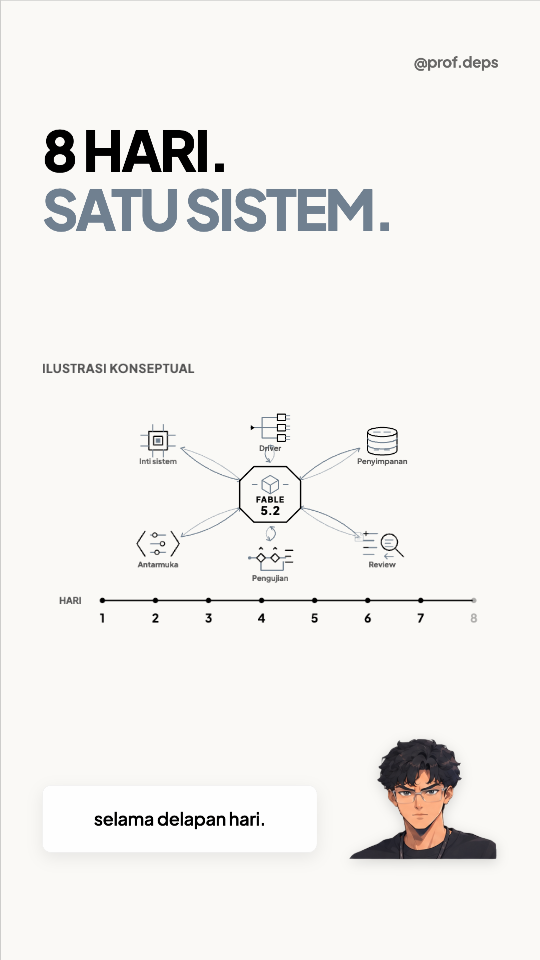 @prof.deps
8 HARI.
SATU SISTEM.
ILUSTRASI KONSEPTUAL
Driver
Inti sistem
Penyimpanan
FABLE
5.2
Antarmuka
Pengujian
Review
HARI
1 2 3 4 5 6 7 8
selama delapan hari.